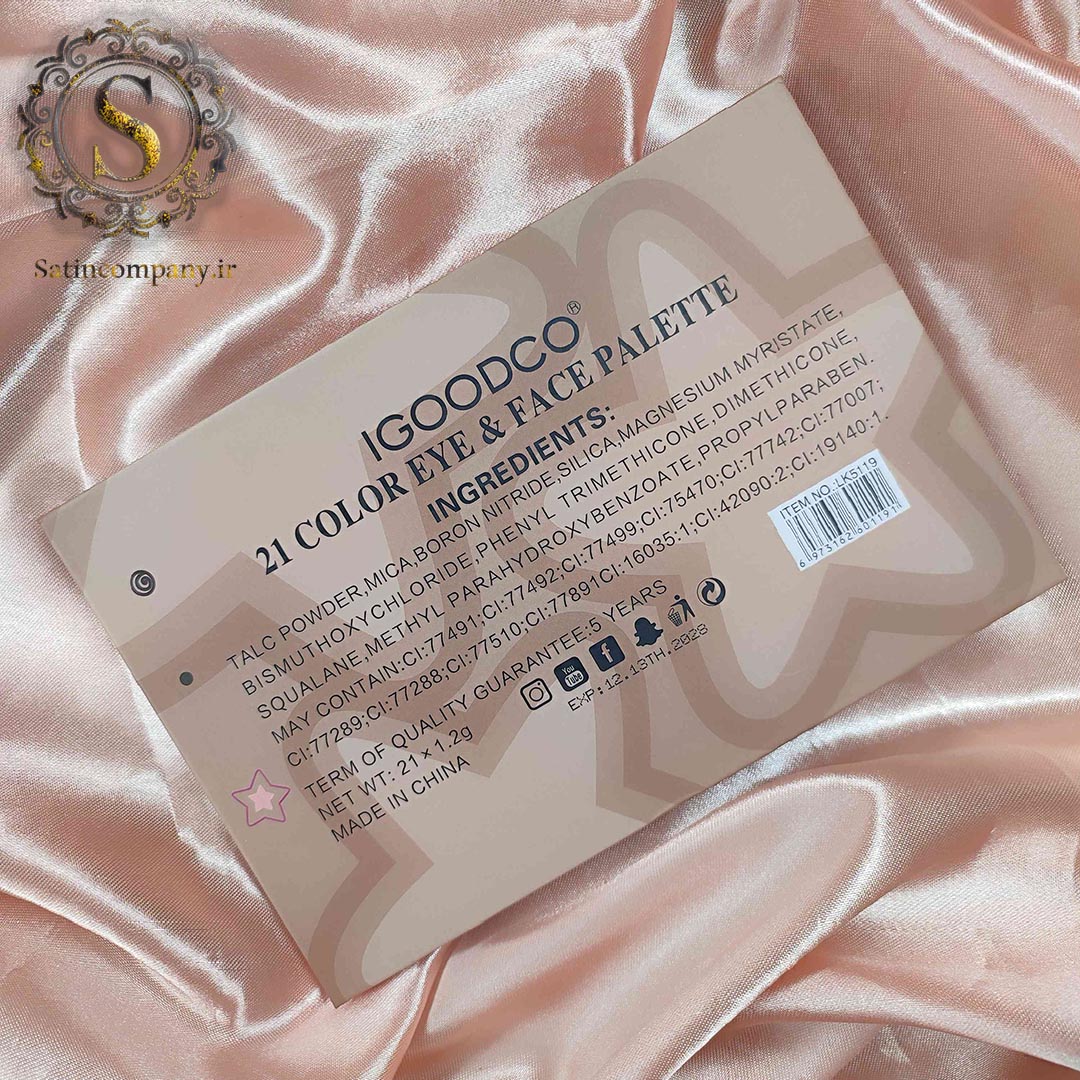 S
Satincompany.ir
IGOODCO®
21 COLOR EYE & FACE PALETTE
INGREDIENTS:
TALC POWDER,MICA,BORON NITRIDE,SILICA,MAGNESIUM MYRISTATE,
BISMUTHOXYCHLORIDE,PHENYL TRIMETHICONE,DIMETHICONE,
SQUALANE,METHYL PARAHYDROXYBENZOATE,PROPYLPARABEN.
MAY CONTAIN:CI:77491;CI:77492;CI:77499;CI:75470;CI:77742;CI:77007;
CI:77289;CI:77288;CI:77510;CI:77891CI:16035:1;CI:42090:2;CI:19140:1.
TERM OF QUALITY GUARANTEE:5 YEARS
NET WT: 21×1.2g
MADE IN CHINA
You Tube
EXP:12.13TH.2028
ITEM NO.:LK5119
6 973162 601191